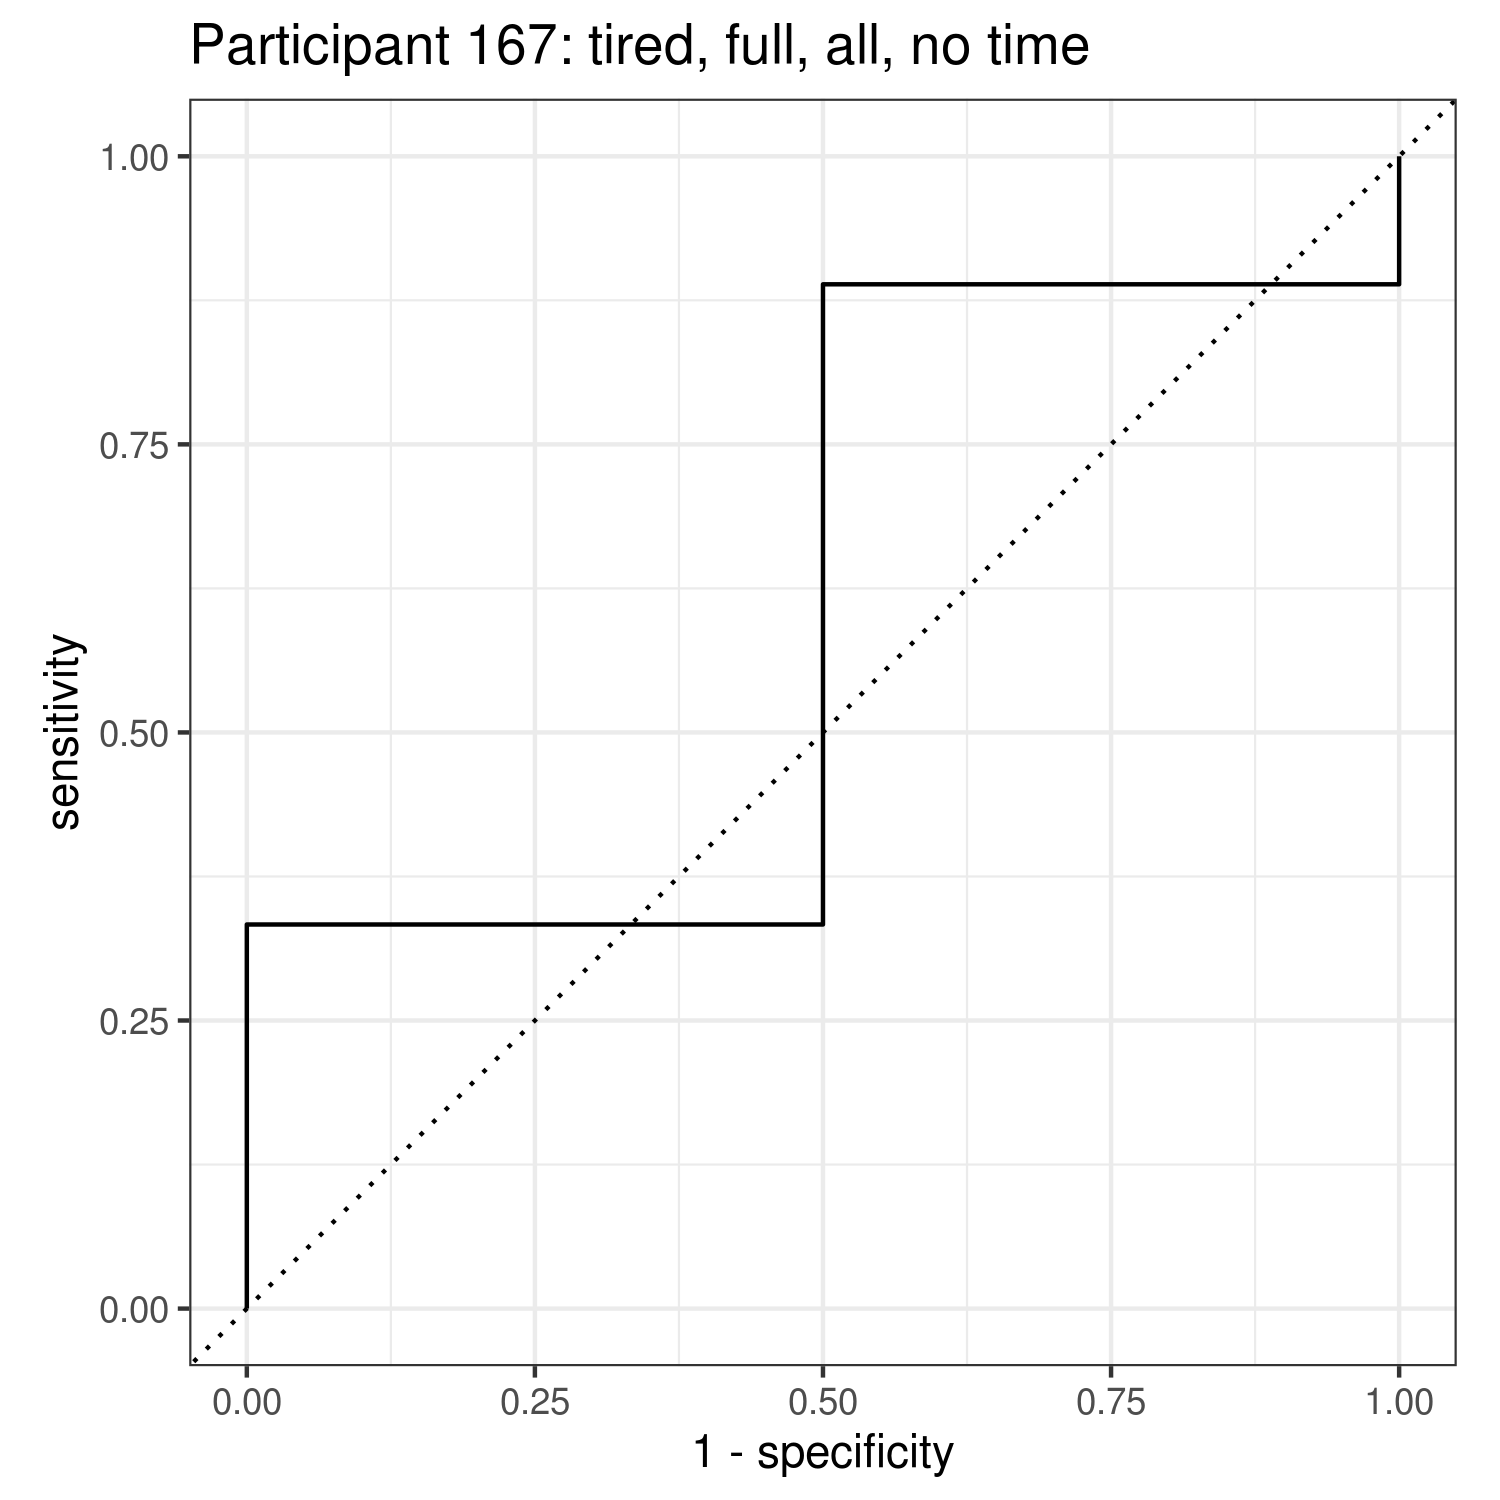 Participant 167: tired, full, all, no time
1.00
0.75
0.50
0.25
0.00
sensitivity
0.00 0.25 0.50 0.75 1.00
1 - specificity